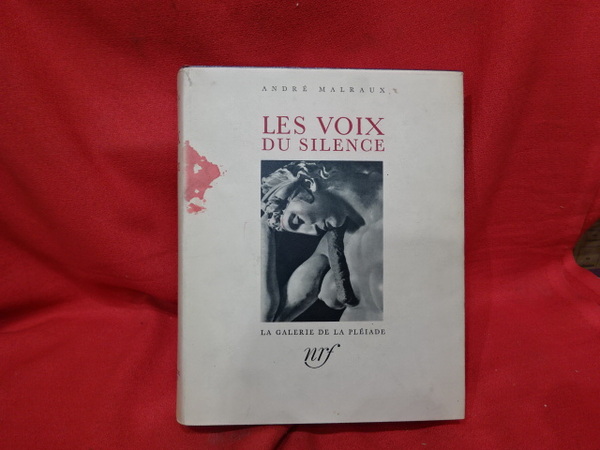 ANDRÉ MALRAUX
LES VOIX
DU SILENCE
LA GALERIE DE LA PLÉIADE
nrf